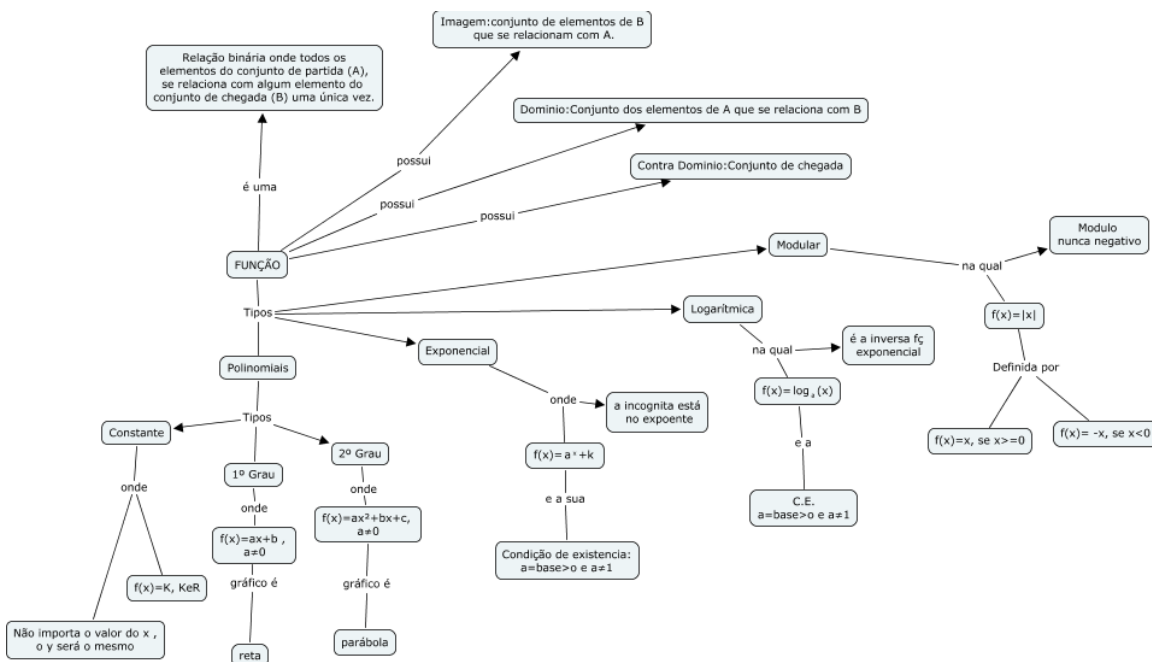 Imagem:conjunto de elementos de B
que se relacionam com A.
Relação binária onde todos os
elementos do conjunto de partida (A),
se relaciona com algum elemento do
conjunto de chegada (B) uma única vez.
Dominio:Conjunto dos elementos de A que se relaciona com B
possui
Contra Dominio:Conjunto de chegada
é uma
possui
possui
Modulo
nunca negativo
Modular
FUNÇÃO
na qual
Tipos
Logarítmica
f(x)=|x|
é a inversa fç
exponencial
na qual
Exponencial
Polinomiais
Definida por
f(x)=logₐ(x)
onde
a incognita está
no expoente
Tipos
Constante
f(x)=x, se x>=0
f(x)= -x, se x<0
e a
2º Grau
f(x)=aˣ+k
1º Grau
onde
onde
e a sua
C.E.
a=base>o e a≠1
onde
f(x)=ax²+bx+c,
a≠0
f(x)=ax+b ,
a≠0
Condição de existencia:
a=base>o e a≠1
gráfico é
gráfico é
f(x)=K, KeR
Não importa o valor do x ,
o y será o mesmo
parábola
reta